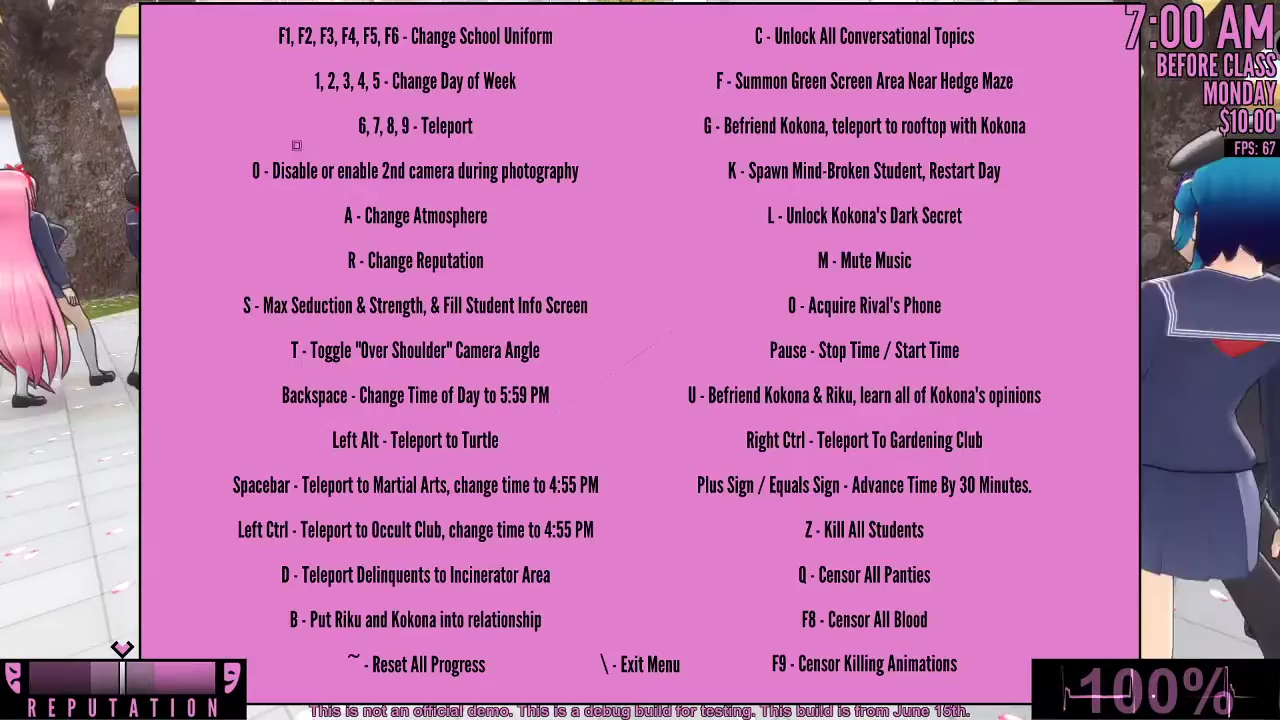 F1, F2, F3, F4, F5, F6 - Change School Uniform
1, 2, 3, 4, 5 - Change Day of Week
6, 7, 8, 9 - Teleport
0 - Disable or enable 2nd camera during photography
A - Change Atmosphere
R - Change Reputation
S - Max Seduction & Strength, & Fill Student Info Screen
T - Toggle "Over Shoulder" Camera Angle
Backspace - Change Time of Day to 5:59 PM
Left Alt - Teleport to Turtle
Spacebar - Teleport to Martial Arts, change time to 4:55 PM
Left Ctrl - Teleport to Occult Club, change time to 4:55 PM
D - Teleport Delinquents to Incinerator Area
B - Put Riku and Kokona into relationship
~ - Reset All Progress
\ - Exit Menu
C - Unlock All Conversational Topics
F - Summon Green Screen Area Near Hedge Maze
G - Befriend Kokona, teleport to rooftop with Kokona
K - Spawn Mind-Broken Student, Restart Day
L - Unlock Kokona's Dark Secret
M - Mute Music
O - Acquire Rival's Phone
Pause - Stop Time / Start Time
U - Befriend Kokona & Riku, learn all of Kokona's opinions
Right Ctrl - Teleport To Gardening Club
Plus Sign / Equals Sign - Advance Time By 30 Minutes.
Z - Kill All Students
Q - Censor All Panties
F8 - Censor All Blood
F9 - Censor Killing Animations
7:00 AM
BEFORE CLASS
MONDAY
$10.00
FPS: 67
REPUTATION
100%
This is not an official demo. This is a debug build for testing. This build is from June 15th.